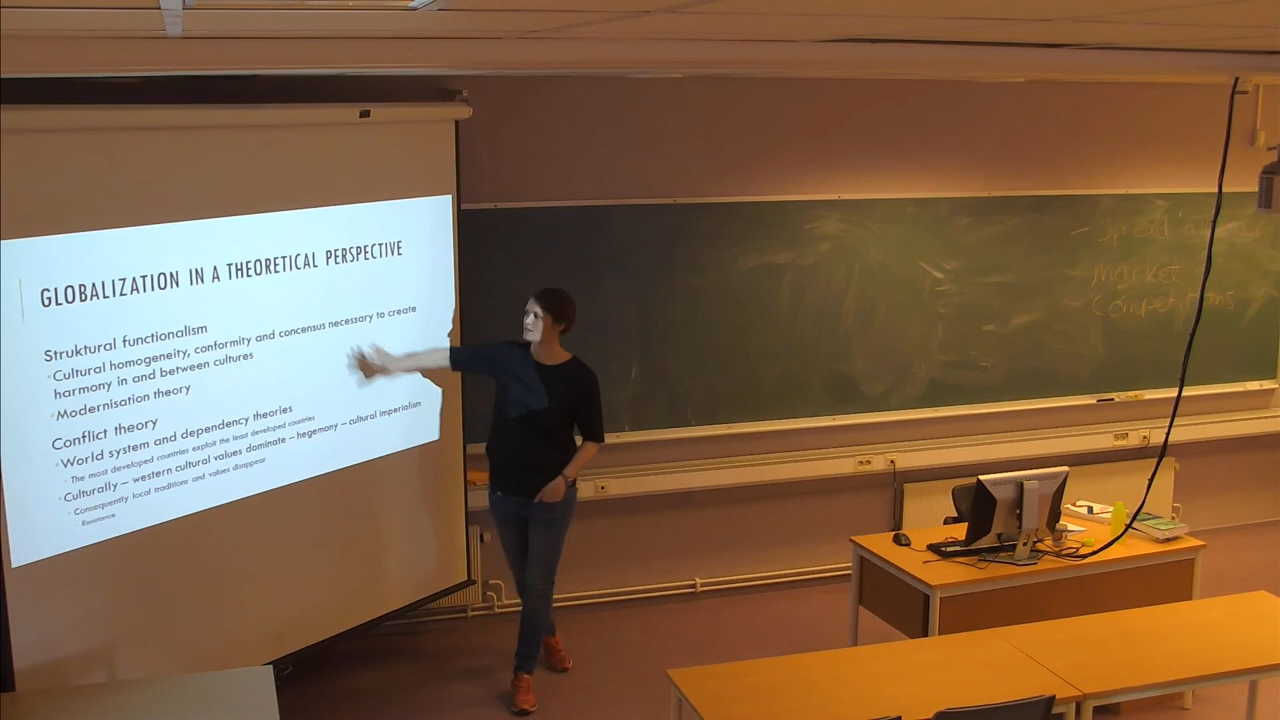 GLOBALIZATION IN A THEORETICAL PERSPECTIVE
Struktural functionalism
Cultural homogeneity, conformity and concensus necessary to create
harmony in and between cultures
Modernisation theory
Conflict theory
World system and dependency theories
The most developed countries exploit the least developed countries
Culturally – western cultural values dominate – hegemony – cultural imperialism
Consequently local traditions and values disappear
Resistance
- Spread
market
Competitions